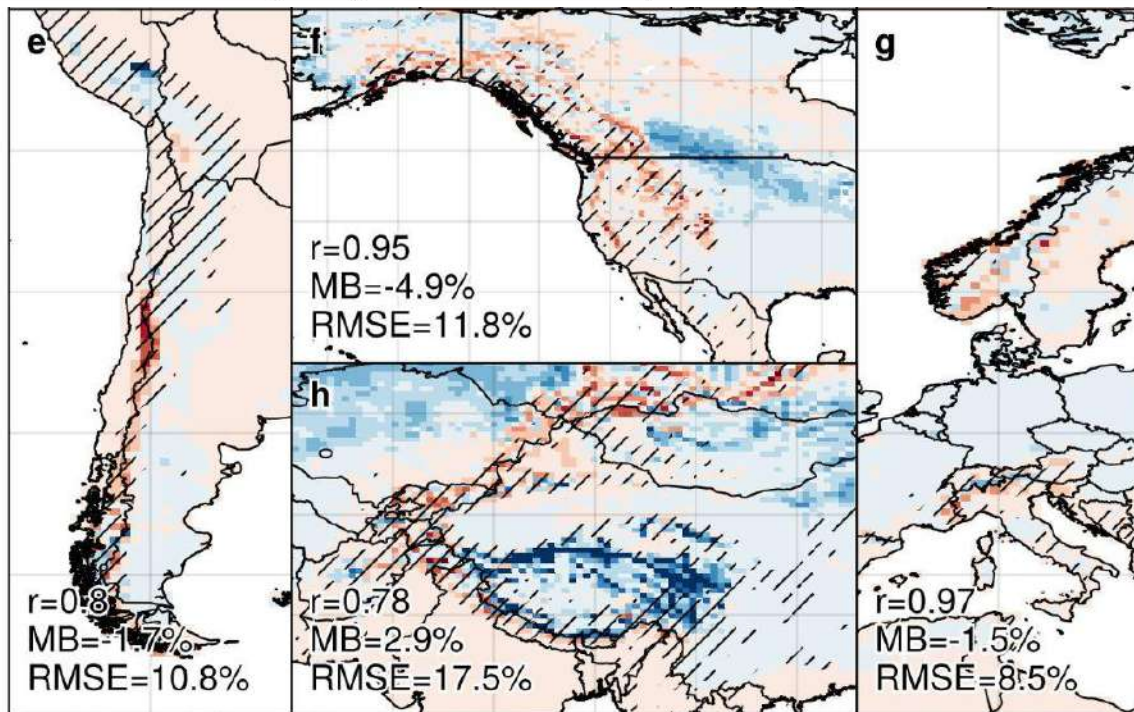 e
r=0.8
MB=-1.7%
RMSE=10.8%
f
r=0.95
MB=-4.9%
RMSE=11.8%
g
r=0.97
MB=-1.5%
RMSE=8.5%
h
r=0.78
MB=2.9%
RMSE=17.5%